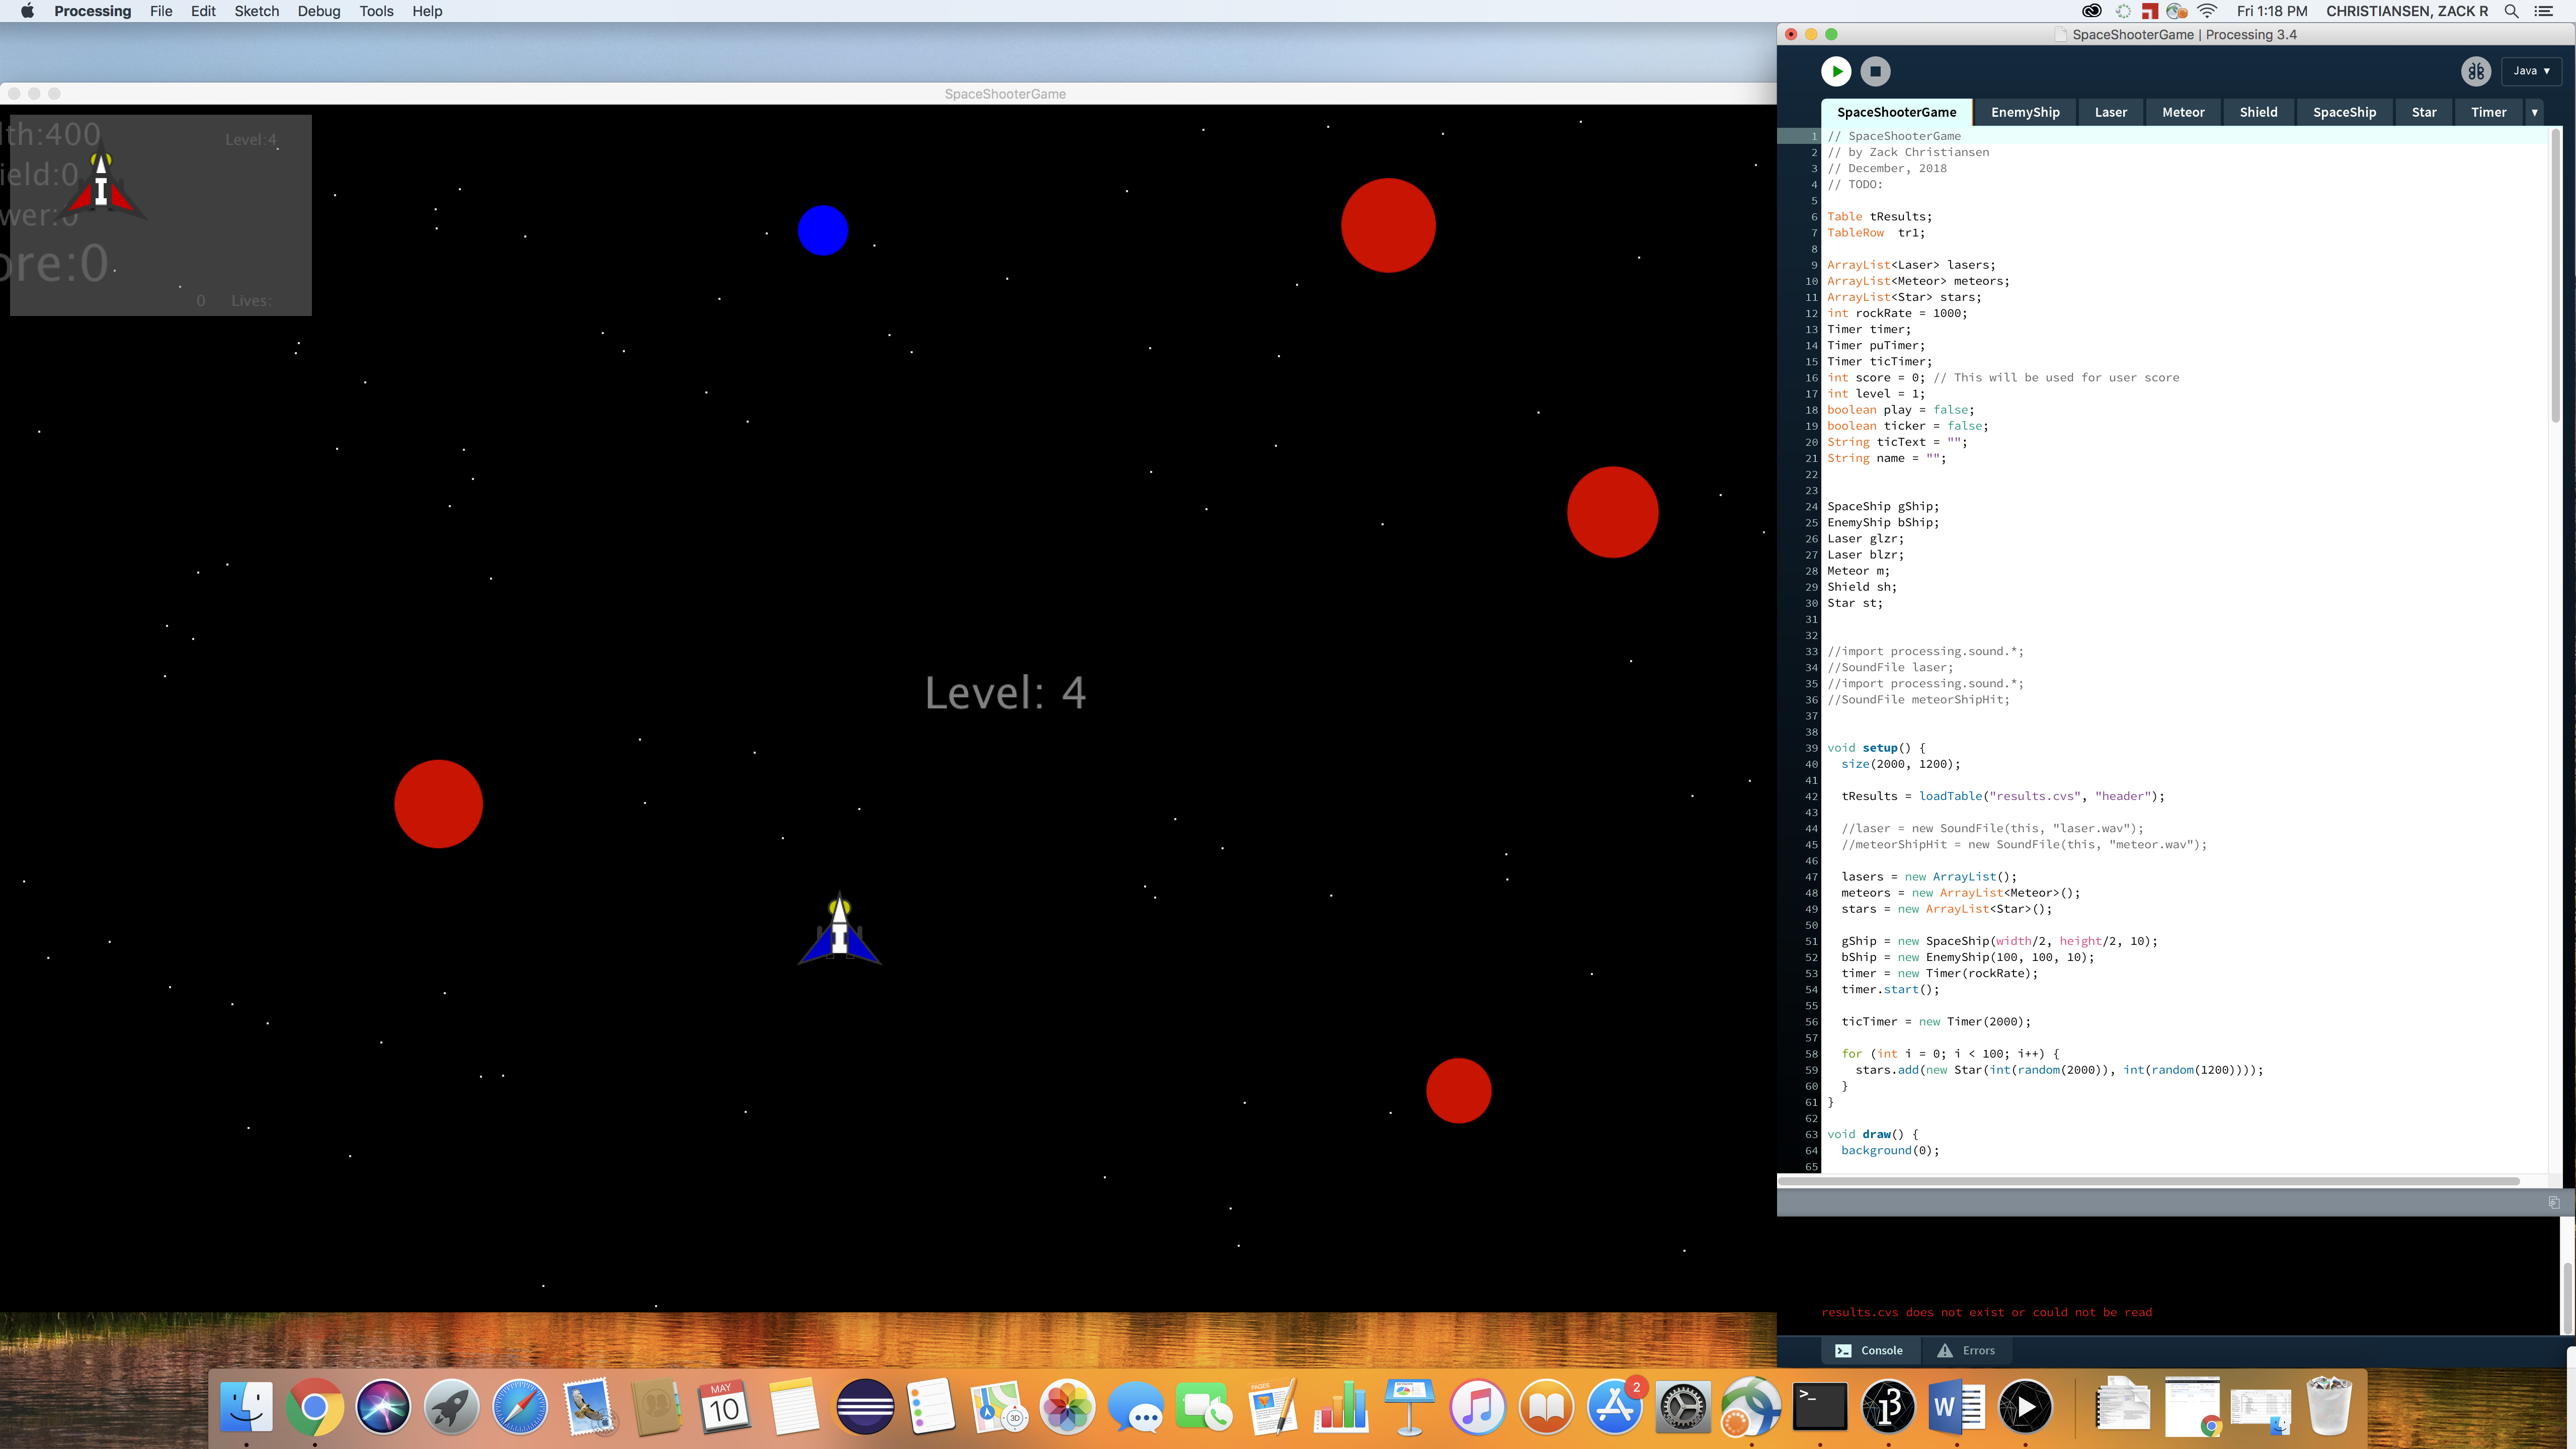 Processing File Edit Sketch Debug Tools Help
Fri 1:18 PM CHRISTIANSEN, ZACK R
SpaceShooterGame
lth:400
Level:4
ield:0
wer:0
ore:0
0 Lives:
Level: 4
SpaceShooterGame | Processing 3.4
Java ▾
SpaceShooterGame EnemyShip Laser Meteor Shield SpaceShip Star Timer ▾
1 // SpaceShooterGame
2 // by Zack Christiansen
3 // December, 2018
4 // TODO:
5
6 Table tResults;
7 TableRow  tr1;
8
9 ArrayList<Laser> lasers;
10 ArrayList<Meteor> meteors;
11 ArrayList<Star> stars;
12 int rockRate = 1000;
13 Timer timer;
14 Timer puTimer;
15 Timer ticTimer;
16 int score = 0; // This will be used for user score
17 int level = 1;
18 boolean play = false;
19 boolean ticker = false;
20 String ticText = "";
21 String name = "";
22
23
24 SpaceShip gShip;
25 EnemyShip bShip;
26 Laser glzr;
27 Laser blzr;
28 Meteor m;
29 Shield sh;
30 Star st;
31
32
33 //import processing.sound.*;
34 //SoundFile laser;
35 //import processing.sound.*;
36 //SoundFile meteorShipHit;
37
38
39 void setup() {
40 size(2000, 1200);
41
42 tResults = loadTable("results.cvs", "header");
43
44 //laser = new SoundFile(this, "laser.wav");
45 //meteorShipHit = new SoundFile(this, "meteor.wav");
46
47 lasers = new ArrayList();
48 meteors = new ArrayList<Meteor>();
49 stars = new ArrayList<Star>();
50
51 gShip = new SpaceShip(width/2, height/2, 10);
52 bShip = new EnemyShip(100, 100, 10);
53 timer = new Timer(rockRate);
54 timer.start();
55
56 ticTimer = new Timer(2000);
57
58 for (int i = 0; i < 100; i++) {
59 stars.add(new Star(int(random(2000)), int(random(1200))));
60 }
61 }
62
63 void draw() {
64 background(0);
65
results.cvs does not exist or could not be read
Console Errors
MAY
10
3D
PAGES
2
>_
W